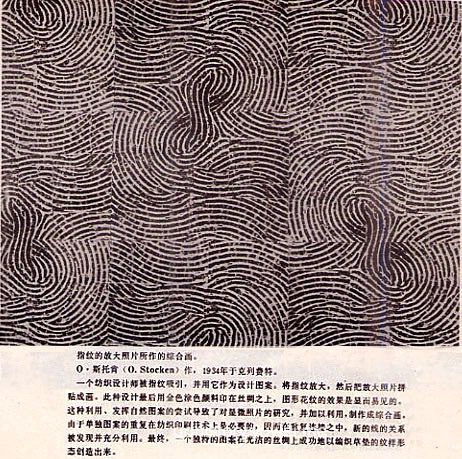 指纹的放大照片所作的综合画。
O·斯托肯（O. Stocken）作，1934年于克列费特。
一个纺织设计师被指纹吸引，并用它作为设计图案。将指纹放大，然后把放大照片拼
贴成画。此种设计最后用金色涂色颜料印在丝绸之上，图形花纹的效果是显而易见的。
这种利用、发挥自然图案的尝试导致了对显微照片的研究，并加以利用，制作成综合画。
由于单独图案的重复在纺织印刷技术上是必要的，因而在重复连接之中，新的线的关系
被发现并充分利用。最终，一个独特的图案在光洁的丝绸上成功地以编织草垫的纹样形
态创造出来。